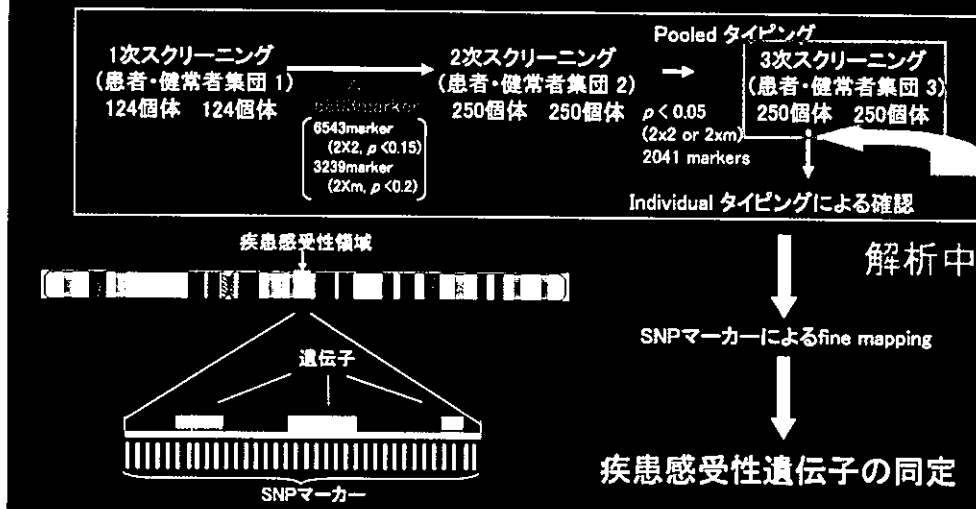 Pooled タイピング
1次スクリーニング
(患者・健常者集団 1)
124個体 124個体
6543marker
(2X2, p <0.15)
3239marker
(2Xm, p <0.2)
2次スクリーニング
(患者・健常者集団 2)
250個体 250個体
p < 0.05
(2x2 or 2xm)
2041 markers
3次スクリーニング
(患者・健常者集団 3)
250個体 250個体
Individual タイピングによる確認
解析中
疾患感受性領域
遺伝子
SNPマーカー
SNPマーカーによるfine mapping
疾患感受性遺伝子の同定